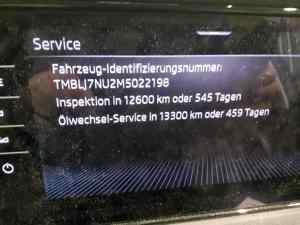 Service
Fahrzeug-Identifizierungsnummer:
TMBLJ7NU2M5022198
Inspektion in 12600 km oder 545 Tagen
Ölwechsel-Service in 13300 km oder 459 Tagen